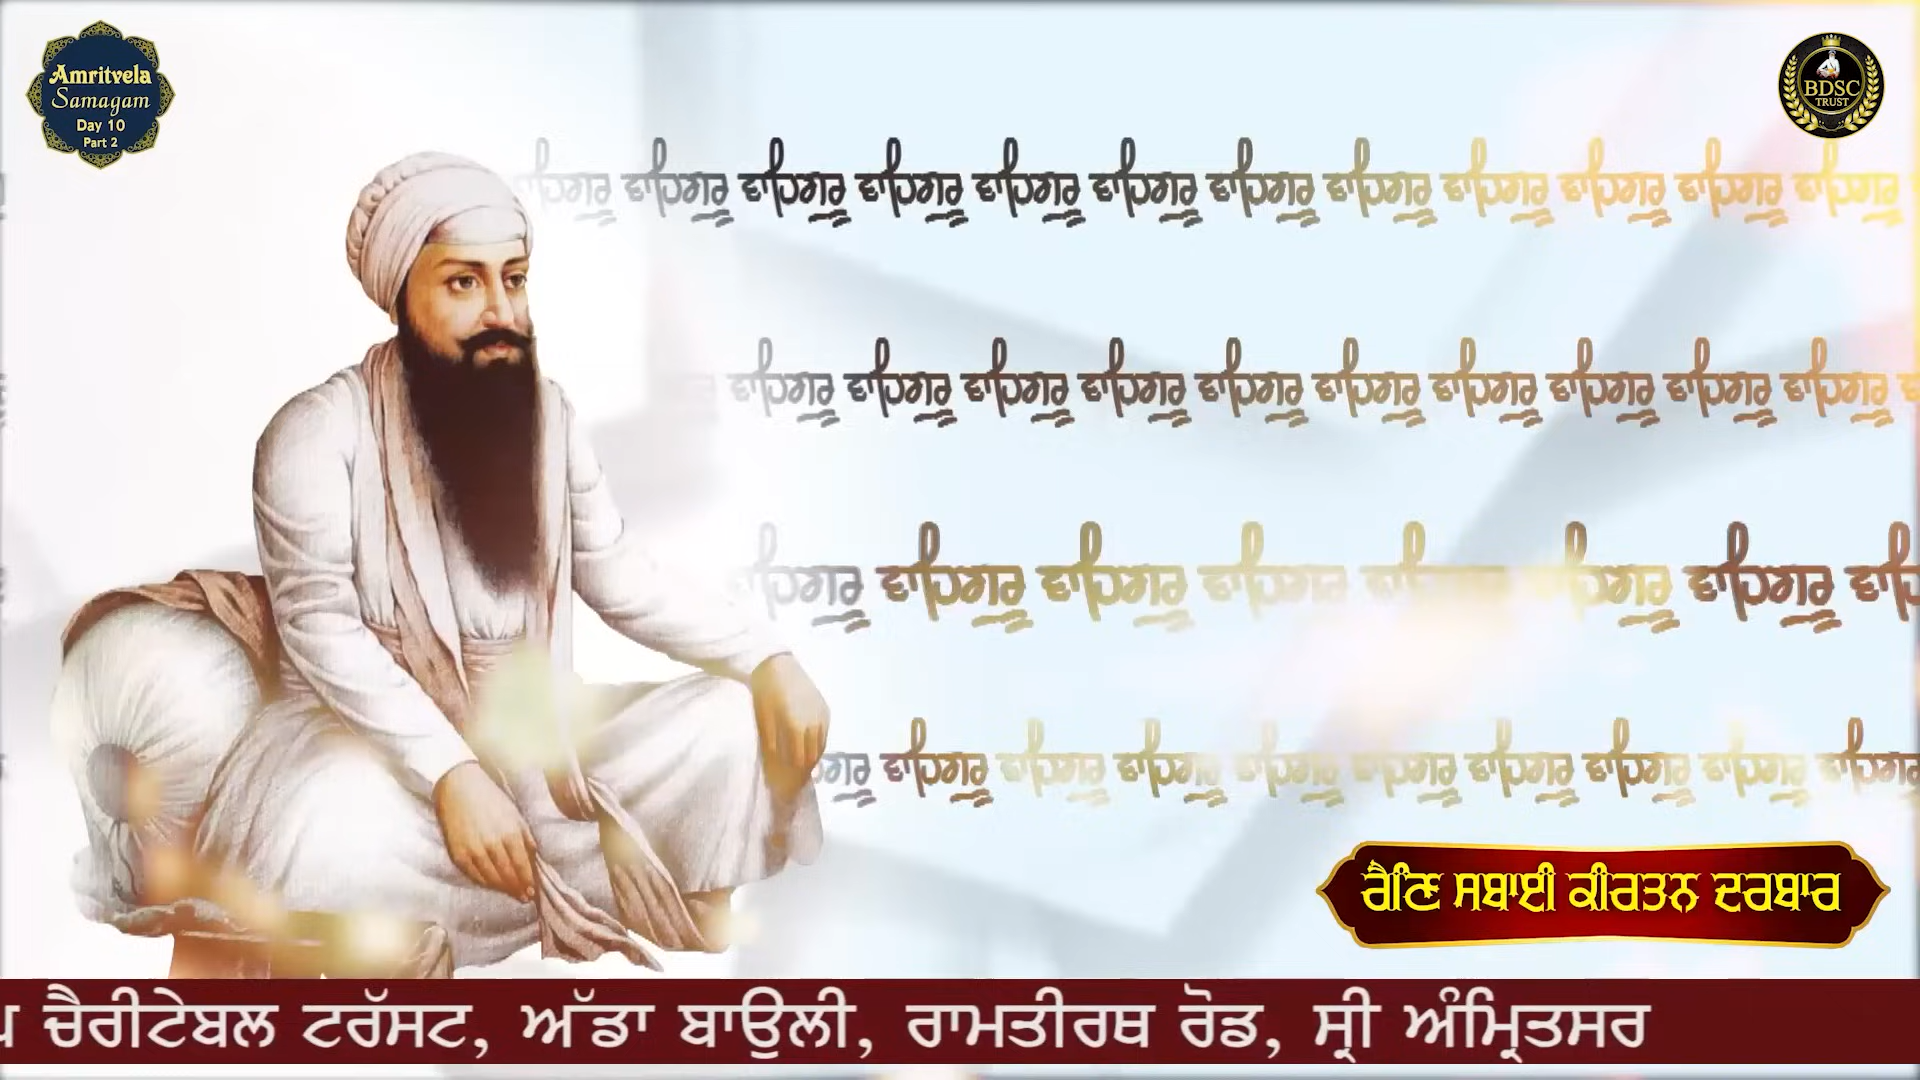 Amritvela
Samagam
Day 10
Part 2
BDSC
TRUST
ਵਾਹਿਗੁਰੂ ਵਾਹਿਗੁਰੂ ਵਾਹਿਗੁਰੂ ਵਾਹਿਗੁਰੂ ਵਾਹਿਗੁਰੂ ਵਾਹਿਗੁਰੂ ਵਾਹਿਗੁਰੂ ਵਾਹਿਗੁਰੂ ਵਾਹਿਗੁਰੂ ਵਾਹਿਗੁਰੂ ਵਾਹਿਗੁਰੂ ਵਾਹਿਗੁਰੂ
ਵਾਹਿਗੁਰੂ ਵਾਹਿਗੁਰੂ ਵਾਹਿਗੁਰੂ ਵਾਹਿਗੁਰੂ ਵਾਹਿਗੁਰੂ ਵਾਹਿਗੁਰੂ ਵਾਹਿਗੁਰੂ ਵਾਹਿਗੁਰੂ ਵਾਹਿਗੁਰੂ ਵਾਹਿਗੁਰੂ
ਵਾਹਿਗੁਰੂ ਵਾਹਿਗੁਰੂ ਵਾਹਿਗੁਰੂ ਵਾਹਿਗੁਰੂ ਵਾਹਿਗੁਰੂ ਵਾਹਿਗੁਰੂ ਵਾਹਿਗੁਰੂ
ਵਾਹਿਗੁਰੂ ਵਾਹਿਗੁਰੂ ਵਾਹਿਗੁਰੂ ਵਾਹਿਗੁਰੂ ਵਾਹਿਗੁਰੂ ਵਾਹਿਗੁਰੂ ਵਾਹਿਗੁਰੂ ਵਾਹਿਗੁਰੂ ਵਾਹਿਗੁਰੂ
ਰੈਣਿ ਸਬਾਈ ਕੀਰਤਨ ਦਰਬਾਰ
ਚੈਰੀਟੇਬਲ ਟਰੱਸਟ, ਅੱਡਾ ਬਾਉਲੀ, ਰਾਮਤੀਰਥ ਰੋਡ, ਸ੍ਰੀ ਅੰਮ੍ਰਿਤਸਰ